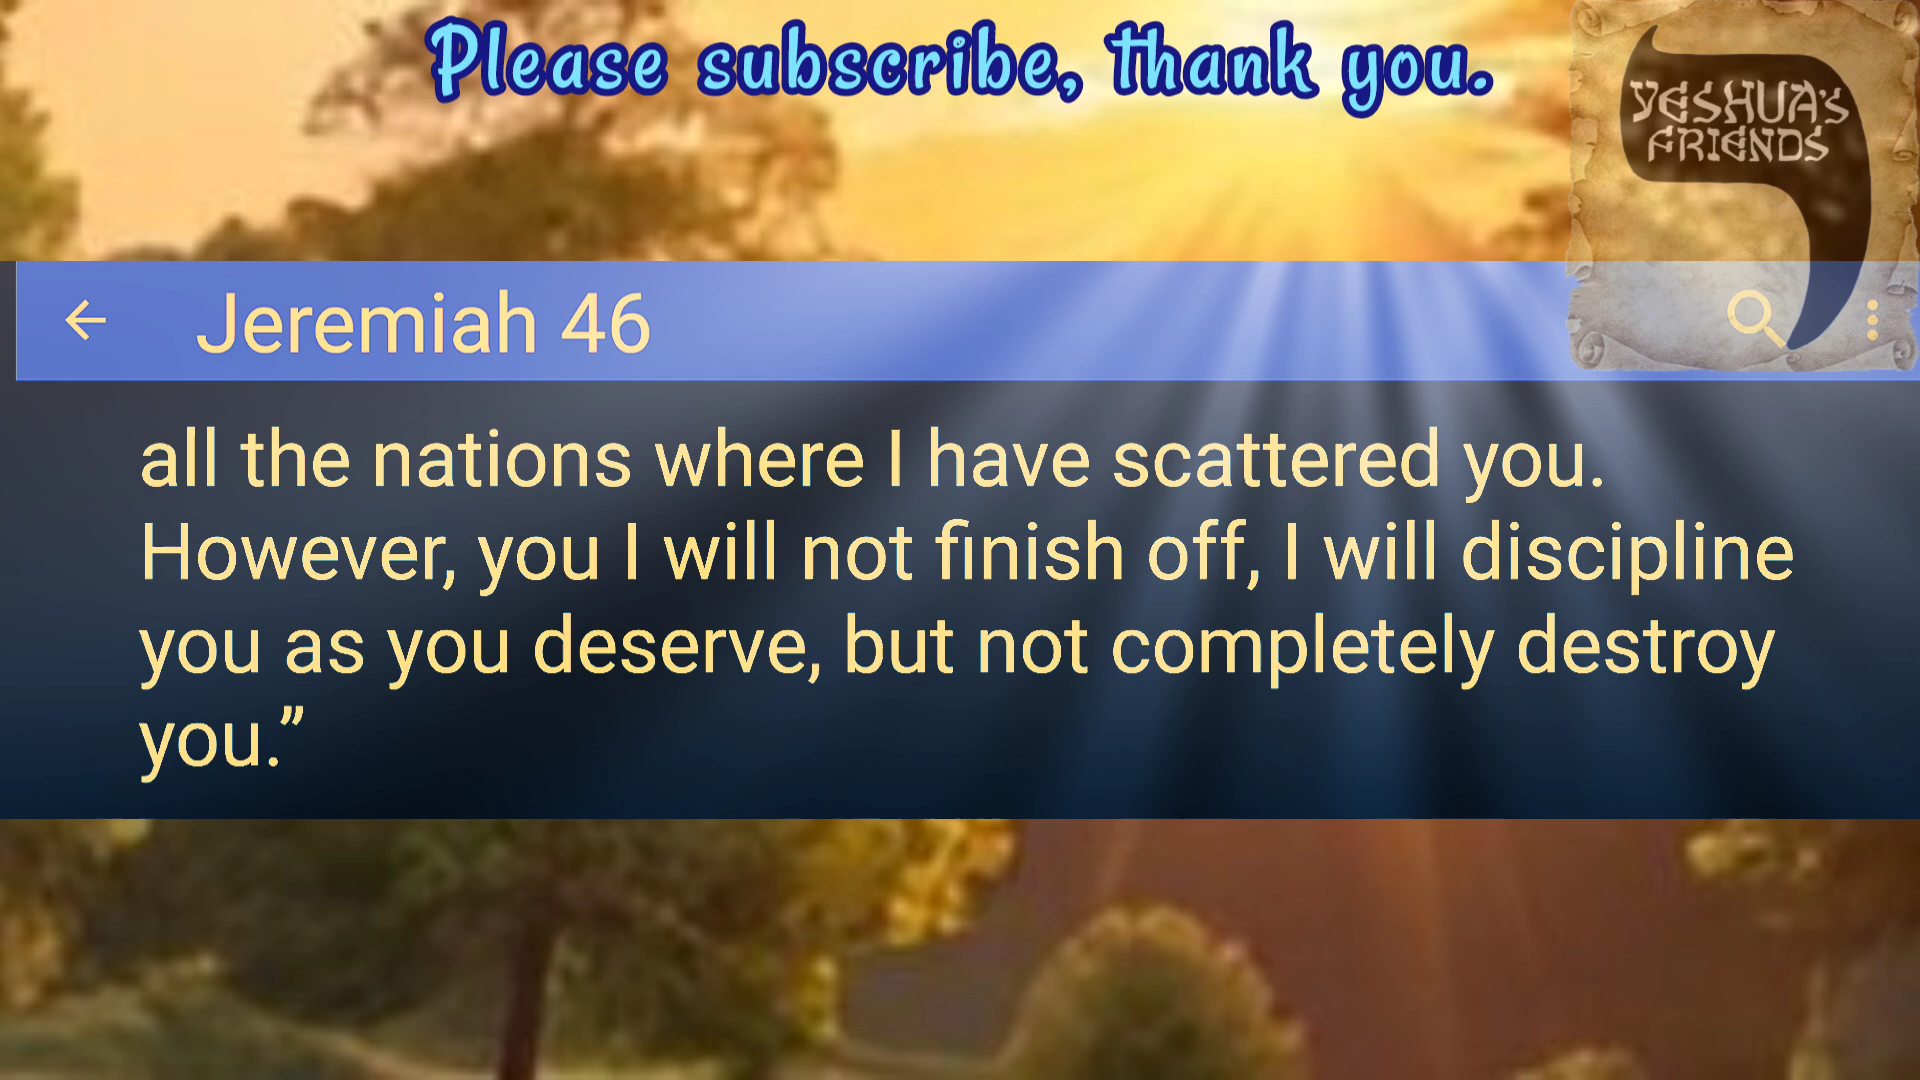 Please subscribe, thank you.
YESHUA'S
FRIENDS
Jeremiah 46
all the nations where I have scattered you.
However, you I will not finish off, I will discipline
you as you deserve, but not completely destroy
you.”